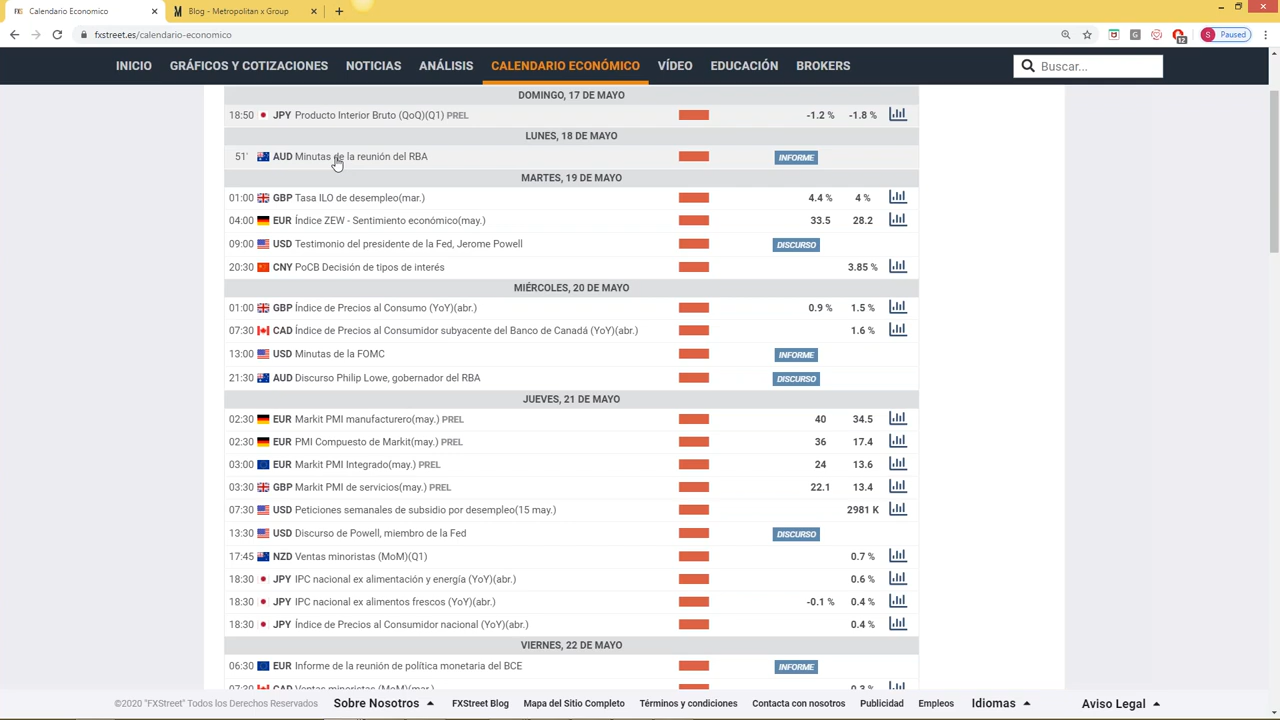 Calendario Economico
Blog - Metropolitan x Group
fxstreet.es/calendario-economico
12
S Paused
INICIO GRÁFICOS Y COTIZACIONES NOTICIAS ANÁLISIS CALENDARIO ECONÓMICO VÍDEO EDUCACIÓN BROKERS Buscar...
DOMINGO, 17 DE MAYO
18:50 JPY Producto Interior Bruto (QoQ)(Q1) PREL -1.2 % -1.8 %
LUNES, 18 DE MAYO
51' AUD Minutas de la reunión del RBA INFORME
MARTES, 19 DE MAYO
01:00 GBP Tasa ILO de desempleo(mar.) 4.4 % 4 %
04:00 EUR Índice ZEW - Sentimiento económico(may.) 33.5 28.2
09:00 USD Testimonio del presidente de la Fed, Jerome Powell DISCURSO
20:30 CNY PoCB Decisión de tipos de interés 3.85 %
MIÉRCOLES, 20 DE MAYO
01:00 GBP Índice de Precios al Consumo (YoY)(abr.) 0.9 % 1.5 %
07:30 CAD Índice de Precios al Consumidor subyacente del Banco de Canadá (YoY)(abr.) 1.6 %
13:00 USD Minutas de la FOMC INFORME
21:30 AUD Discurso Philip Lowe, gobernador del RBA DISCURSO
JUEVES, 21 DE MAYO
02:30 EUR Markit PMI manufacturero(may.) PREL 40 34.5
02:30 EUR PMI Compuesto de Markit(may.) PREL 36 17.4
03:00 EUR Markit PMI Integrado(may.) PREL 24 13.6
03:30 GBP Markit PMI de servicios(may.) PREL 22.1 13.4
07:30 USD Peticiones semanales de subsidio por desempleo(15 may.) 2981 K
13:30 USD Discurso de Powell, miembro de la Fed DISCURSO
17:45 NZD Ventas minoristas (MoM)(Q1) 0.7 %
18:30 JPY IPC nacional ex alimentación y energía (YoY)(abr.) 0.6 %
18:30 JPY IPC nacional ex alimentos frescos (YoY)(abr.) -0.1 % 0.4 %
18:30 JPY Índice de Precios al Consumidor nacional (YoY)(abr.) 0.4 %
VIERNES, 22 DE MAYO
06:30 EUR Informe de la reunión de política monetaria del BCE INFORME
07:30 CAD Ventas minoristas (MoM)(mar.) 0.3 %
©2020 "FXStreet" Todos los Derechos Reservados Sobre Nosotros FXStreet Blog Mapa del Sitio Completo Términos y condiciones Contacta con nosotros Publicidad Empleos Idiomas Aviso Legal